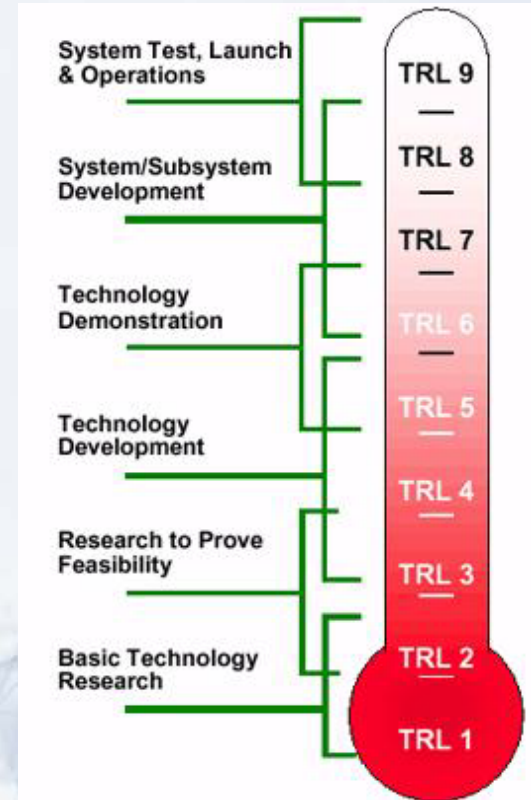 System Test, Launch
& Operations
System/Subsystem
Development
Technology
Demonstration
Technology
Development
Research to Prove
Feasibility
Basic Technology
Research
TRL 9
TRL 8
TRL 7
TRL 6
TRL 5
TRL 4
TRL 3
TRL 2
TRL 1